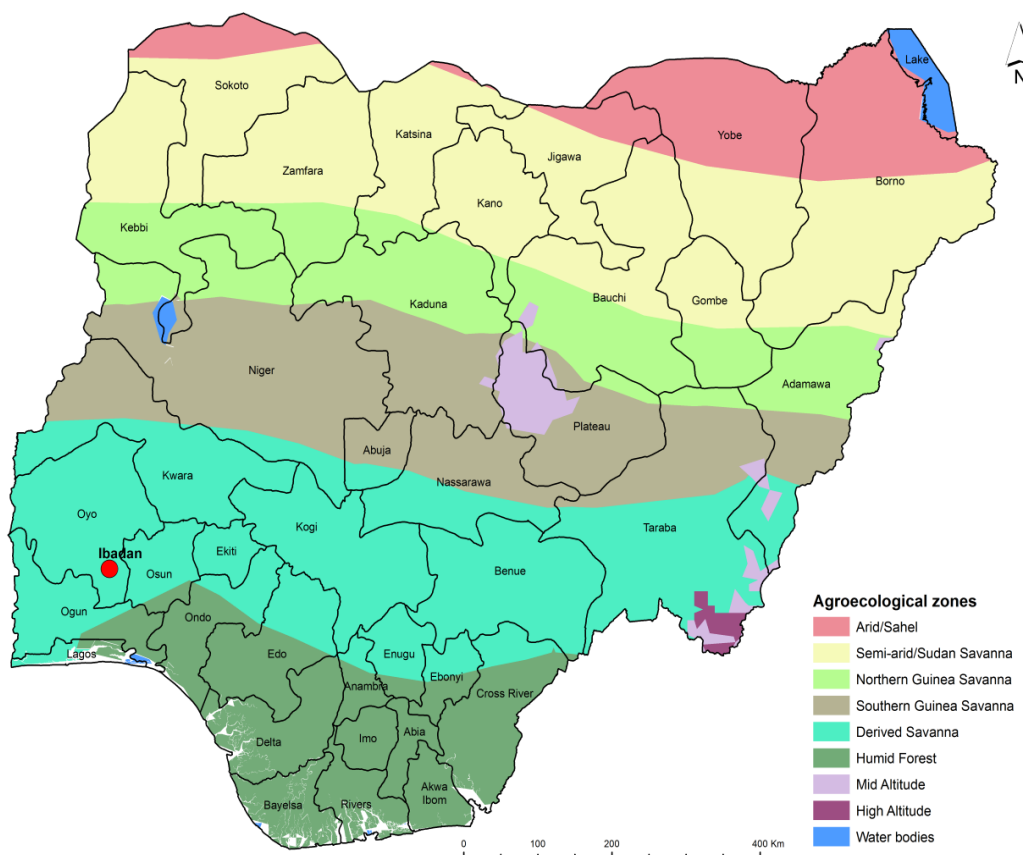 Lake
N
Sokoto
Katsina
Yobe
Jigawa
Zamfara
Borno
Kano
Kebbi
Bauchi
Gombe
Kaduna
Niger
Adamawa
Plateau
Abuja
Kwara
Nassarawa
Oyo
Kogi
Taraba
Ibadan
Ekiti
Osun
Benue
Ogun
Ondo
Lagos
Edo
Enugu
Ebonyi
Anambra
Cross River
Delta
Imo
Abia
Bayelsa
Rivers
Akwa
Ibom
Agroecological zones
Arid/Sahel
Semi-arid/Sudan Savanna
Northern Guinea Savanna
Southern Guinea Savanna
Derived Savanna
Humid Forest
Mid Altitude
High Altitude
Water bodies
0 100 200 400 Km